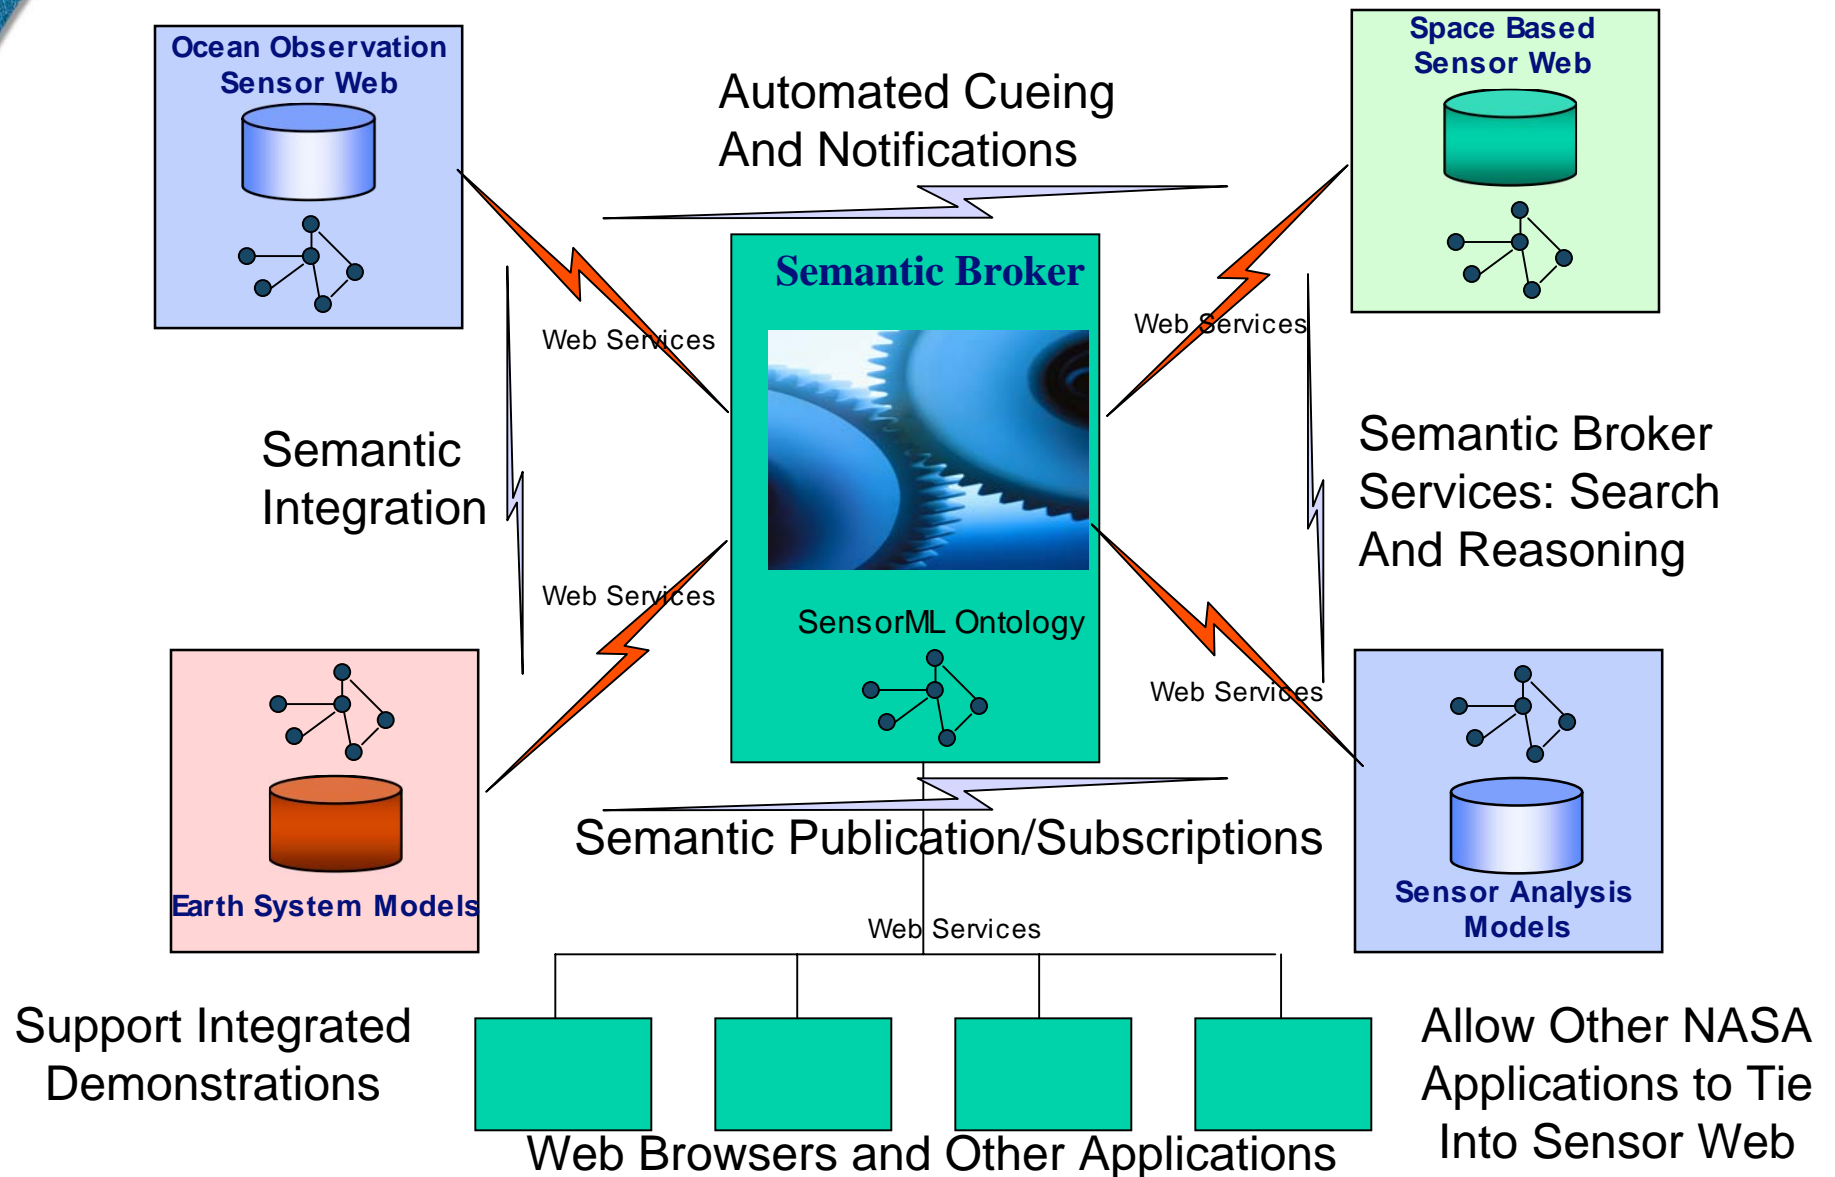 Ocean Observation
Sensor Web
Space Based
Sensor Web
Automated Cueing
And Notifications
Semantic Broker
Web Services
Web Services
Semantic
Integration
Semantic Broker
Services: Search
And Reasoning
Web Services
SensorML Ontology
Web Services
Semantic Publication/Subscriptions
Earth System Models
Sensor Analysis
Models
Web Services
Support Integrated
Demonstrations
Allow Other NASA
Applications to Tie
Into Sensor Web
Web Browsers and Other Applications